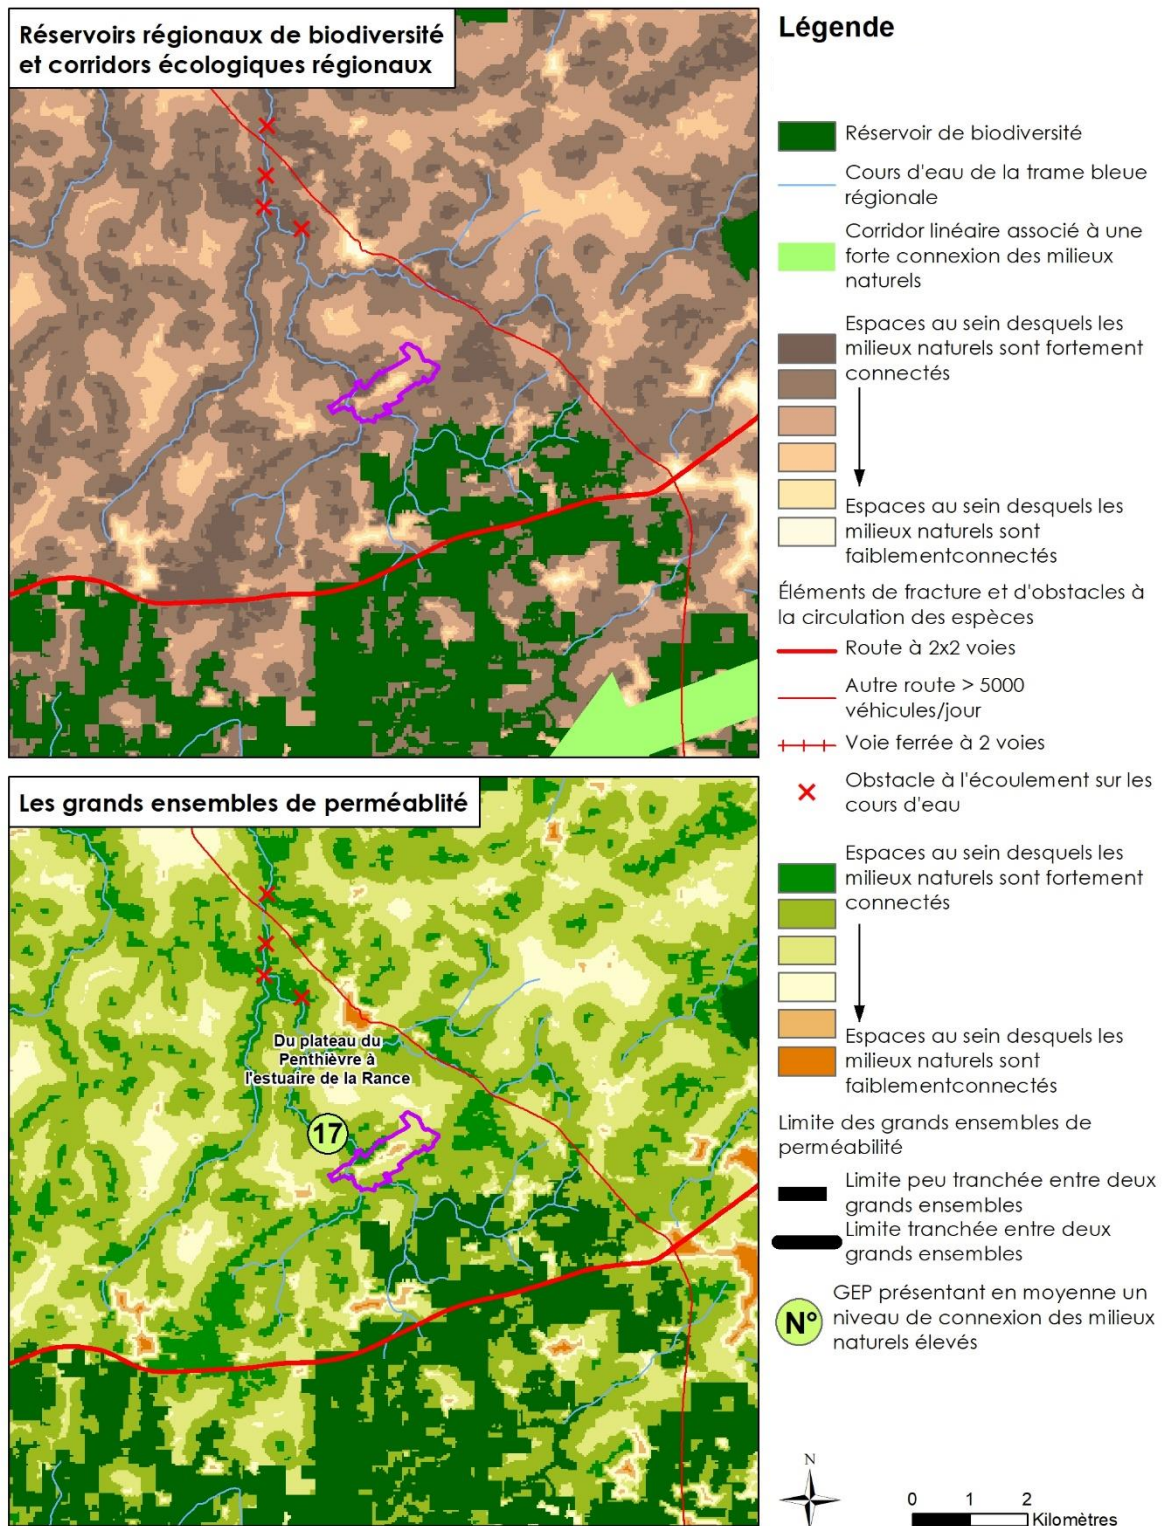 Réservoirs régionaux de biodiversité
et corridors écologiques régionaux
Légende
Réservoir de biodiversité
Cours d'eau de la trame bleue
régionale
Corridor linéaire associé à une
forte connexion des milieux
naturels
Espaces au sein desquels les
milieux naturels sont fortement
connectés
Espaces au sein desquels les
milieux naturels sont
faiblementconnectés
Éléments de fracture et d'obstacles à
la circulation des espèces
Route à 2x2 voies
Autre route > 5000
véhicules/jour
Voie ferrée à 2 voies
Obstacle à l'écoulement sur les
cours d'eau
Les grands ensembles de perméablité
Du plateau du
Penthièvre à
l'estuaire de la Rance
17
Espaces au sein desquels les
milieux naturels sont fortement
connectés
Espaces au sein desquels les
milieux naturels sont
faiblementconnectés
Limite des grands ensembles de
perméabilité
Limite peu tranchée entre deux
grands ensembles
Limite tranchée entre deux
grands ensembles
N°
GEP présentant en moyenne un
niveau de connexion des milieux
naturels élevés
N
0 1 2
Kilomètres